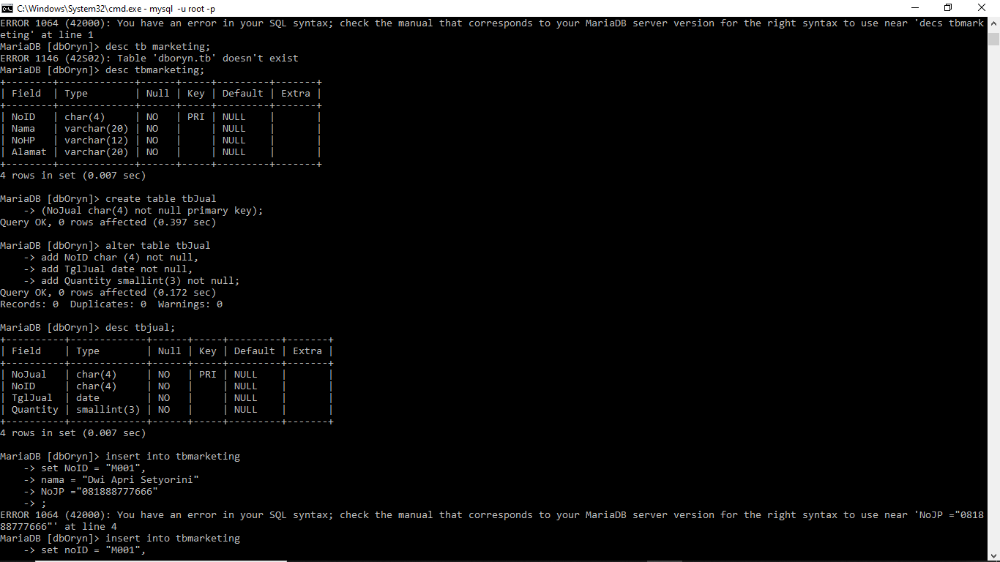 C:\Windows\System32\cmd.exe - mysql  -u root -p
ERROR 1064 (42000): You have an error in your SQL syntax; check the manual that corresponds to your MariaDB server version for the right syntax to use near 'decs tbmark
eting' at line 1
MariaDB [dbOryn]> desc tb marketing;
ERROR 1146 (42S02): Table 'dboryn.tb' doesn't exist
MariaDB [dbOryn]> desc tbmarketing;
+--------+-------------+------+-----+---------+-------+
| Field  | Type        | Null | Key | Default | Extra |
+--------+-------------+------+-----+---------+-------+
| NoID   | char(4)     | NO   | PRI | NULL    |       |
| Nama   | varchar(20) | NO   |     | NULL    |       |
| NoHP   | varchar(12) | NO   |     | NULL    |       |
| Alamat | varchar(20) | NO   |     | NULL    |       |
+--------+-------------+------+-----+---------+-------+
4 rows in set (0.007 sec)

MariaDB [dbOryn]> create table tbJual
    -> (NoJual char(4) not null primary key);
Query OK, 0 rows affected (0.397 sec)

MariaDB [dbOryn]> alter table tbJual
    -> add NoID char (4) not null,
    -> add TglJual date not null,
    -> add Quantity smallint(3) not null;
Query OK, 0 rows affected (0.172 sec)
Records: 0  Duplicates: 0  Warnings: 0

MariaDB [dbOryn]> desc tbjual;
+----------+-------------+------+-----+---------+-------+
| Field    | Type        | Null | Key | Default | Extra |
+----------+-------------+------+-----+---------+-------+
| NoJual   | char(4)     | NO   | PRI | NULL    |       |
| NoID     | char(4)     | NO   |     | NULL    |       |
| TglJual  | date        | NO   |     | NULL    |       |
| Quantity | smallint(3) | NO   |     | NULL    |       |
+----------+-------------+------+-----+---------+-------+
4 rows in set (0.007 sec)

MariaDB [dbOryn]> insert into tbmarketing
    -> set NoID = "M001",
    -> nama = "Dwi Apri Setyorini"
    -> NoJP ="081888777666"
    -> ;
ERROR 1064 (42000): You have an error in your SQL syntax; check the manual that corresponds to your MariaDB server version for the right syntax to use near 'NoJP ="0818
88777666"' at line 4
MariaDB [dbOryn]> insert into tbmarketing
    -> set noID = "M001",